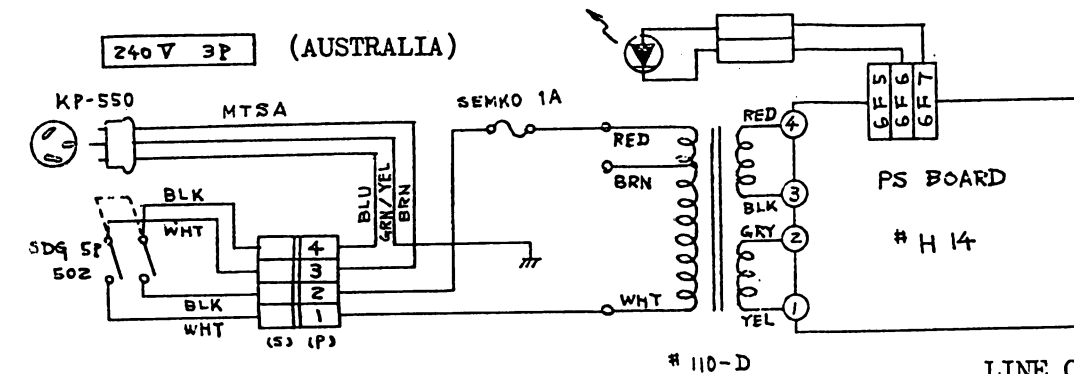 240V 3P (AUSTRALIA)
KP-550
MTSA
SEMKO 1A
RED
BRN
WHT
RED
BLK
GRY
YEL
4
3
2
1
6F5
6F6
6F7
PS BOARD
# H 14
BLU
GRN/YEL
BRN
BLK
WHT
SDG 5P
502
BLK
WHT
4
3
2
1
(S) (P)
# 110-D